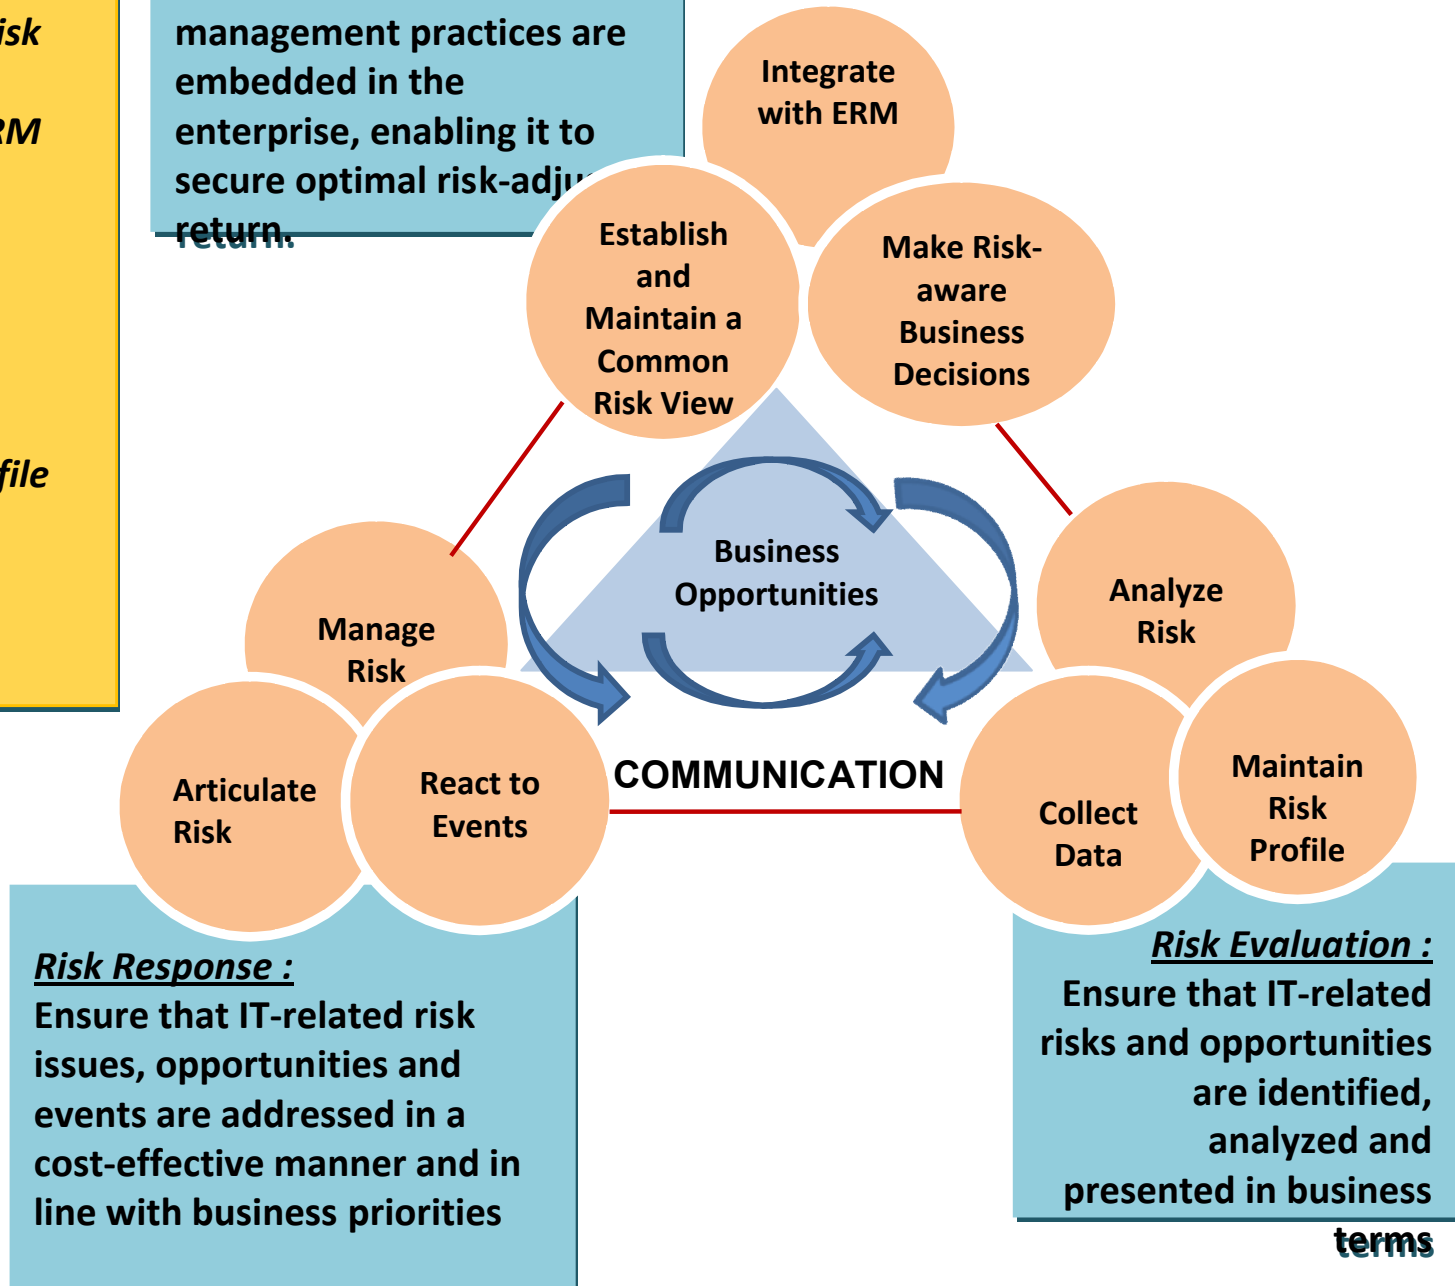 management practices are
embedded in the
enterprise, enabling it to
secure optimal risk-adju
return.
Integrate
with ERM
Establish
and
Maintain a
Common
Risk View
Make Risk-
aware
Business
Decisions
Business
Opportunities
Manage
Risk
Articulate
Risk
React to
Events
COMMUNICATION
Analyze
Risk
Collect
Data
Maintain
Risk
Profile
Risk Response :
Ensure that IT-related risk
issues, opportunities and
events are addressed in a
cost-effective manner and in
line with business priorities
Risk Evaluation :
Ensure that IT-related
risks and opportunities
are identified,
analyzed and
presented in business
terms